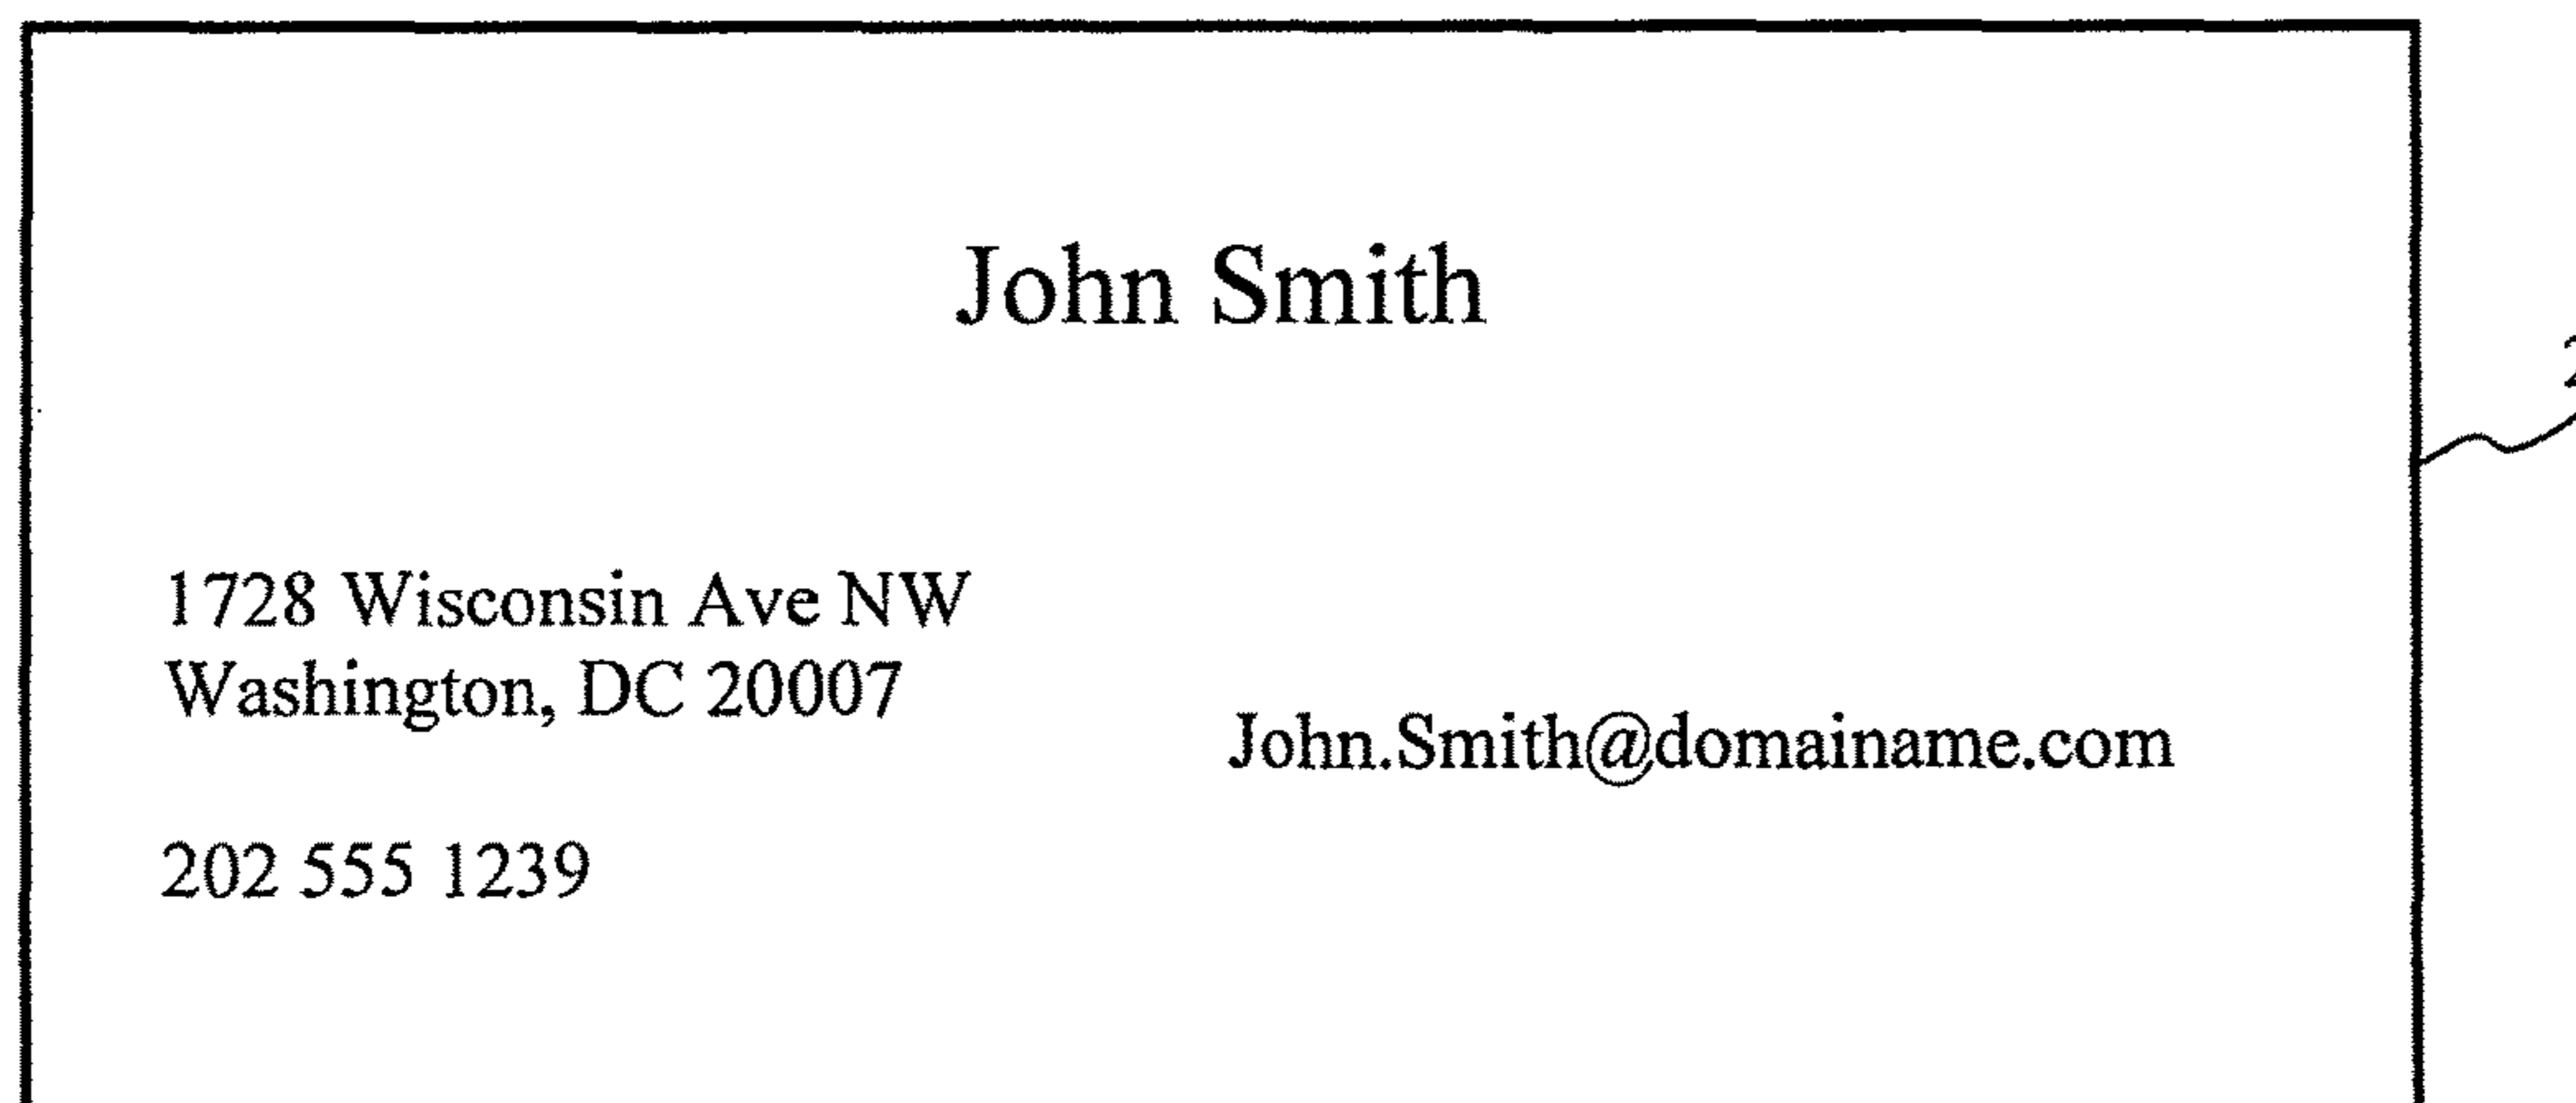 John Smith
1728 Wisconsin Ave NW
Washington, DC 20007
John.Smith@domainame.com
202 555 1239